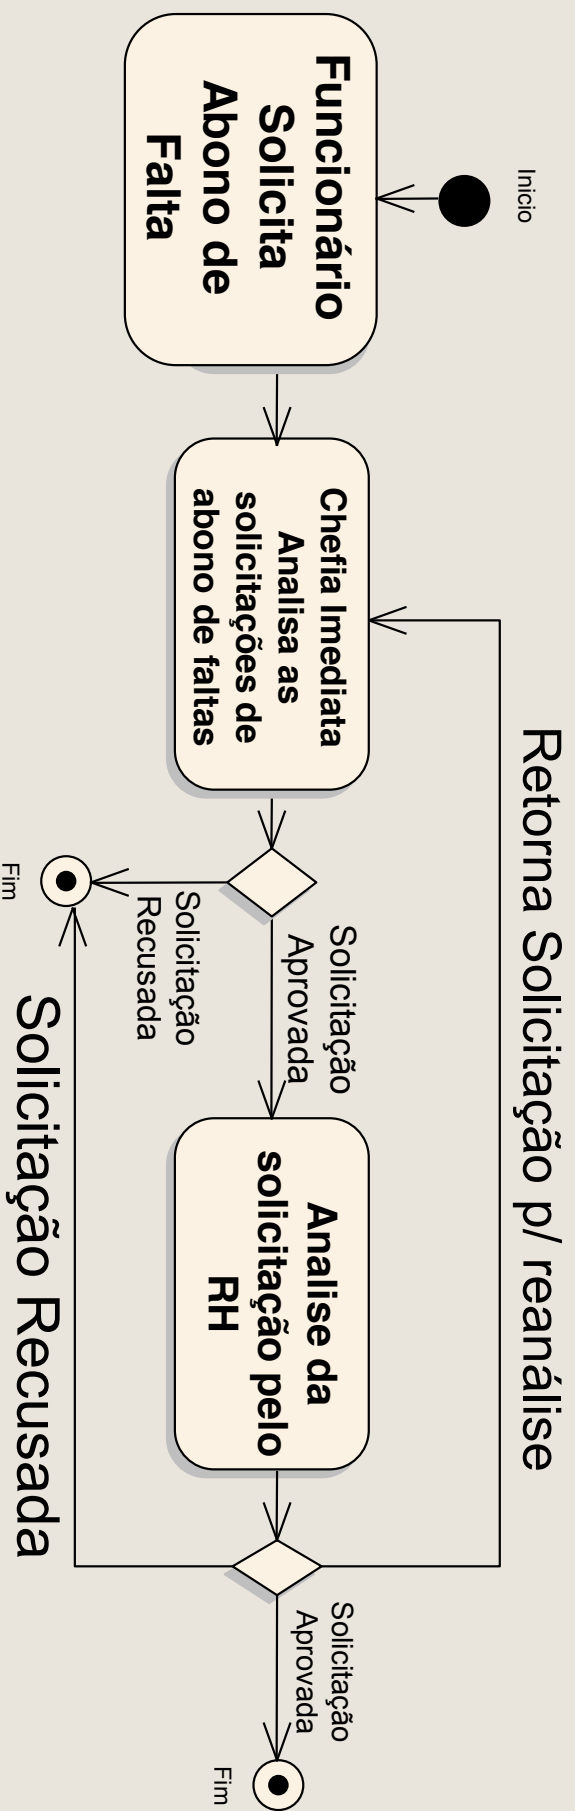 Inicio
Funcionário
Solicita
Abono de
Falta
Chefia Imediata
Analisa as
solicitações de
abono de faltas
Retorna Solicitação p/ reanálise
Solicitação
Aprovada
Solicitação
Recusada
Fim
Analise da
solicitação pelo
RH
Solicitação Recusada
Solicitação
Aprovada
Fim